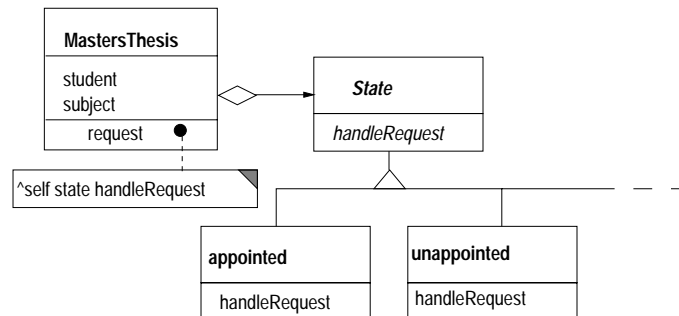 MastersThesis
student
subject
request
^self state handleRequest
State
handleRequest
appointed
handleRequest
unappointed
handleRequest